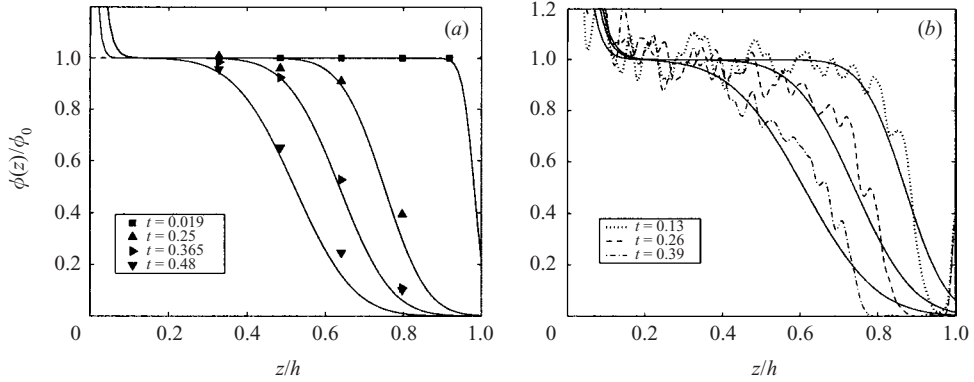 (a)
1.0
0.8
0.6
0.4
0.2
ϕ(z)/ϕ0
t = 0.019
t = 0.25
t = 0.365
t = 0.48
0 0.2 0.4 0.6 0.8 1.0
z/h
(b)
1.2
1.0
0.8
0.6
0.4
0.2
t = 0.13
t = 0.26
t = 0.39
0 0.2 0.4 0.6 0.8 1.0
z/h